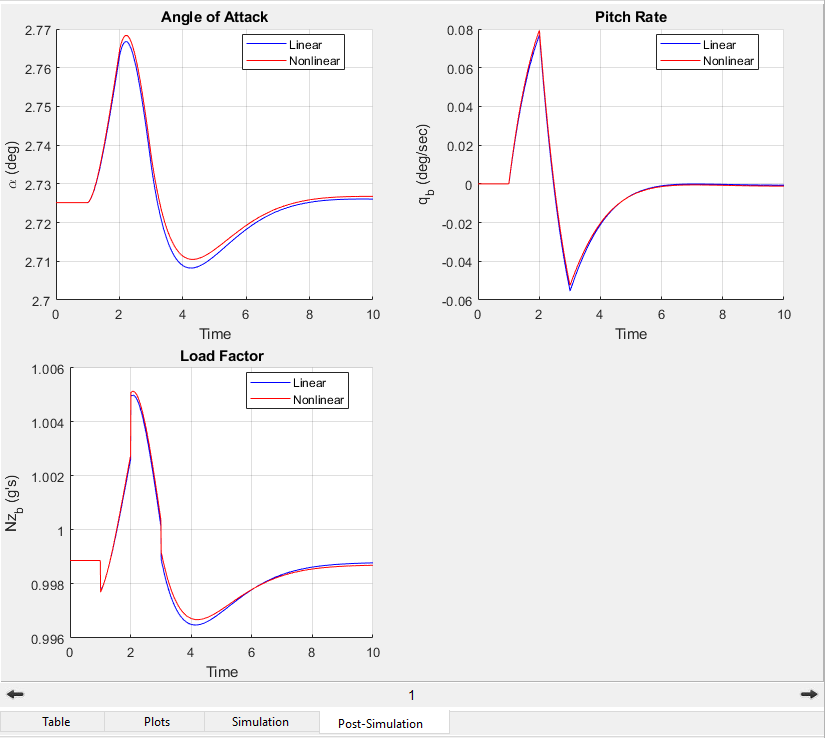 Angle of Attack
2.77
2.76
2.75
2.74
2.73
2.72
2.71
2.7
α (deg)
Linear
Nonlinear
0 2 4 6 8 10
Time
Pitch Rate
0.08
0.06
0.04
0.02
0
-0.02
-0.04
-0.06
q_b (deg/sec)
Linear
Nonlinear
0 2 4 6 8 10
Time
Load Factor
1.006
1.004
1.002
1
0.998
0.996
Nz_b (g's)
Linear
Nonlinear
0 2 4 6 8 10
Time
1
Table Plots Simulation Post-Simulation